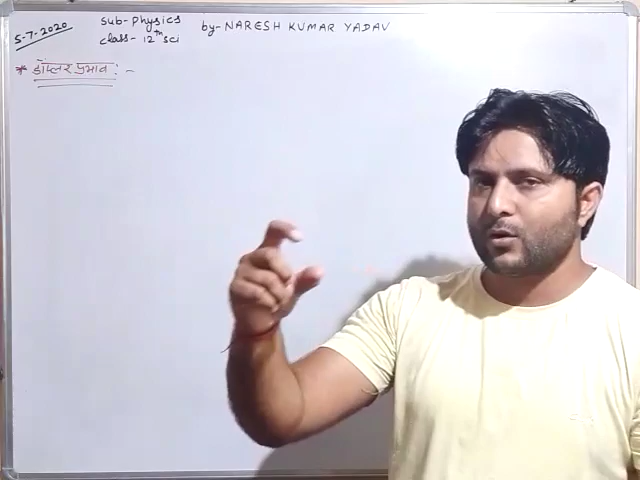 5-7-2020
Sub-Physics
class- 12th sci
by- NARESH KUMAR YADAV
* डॉप्लर प्रभाव : -